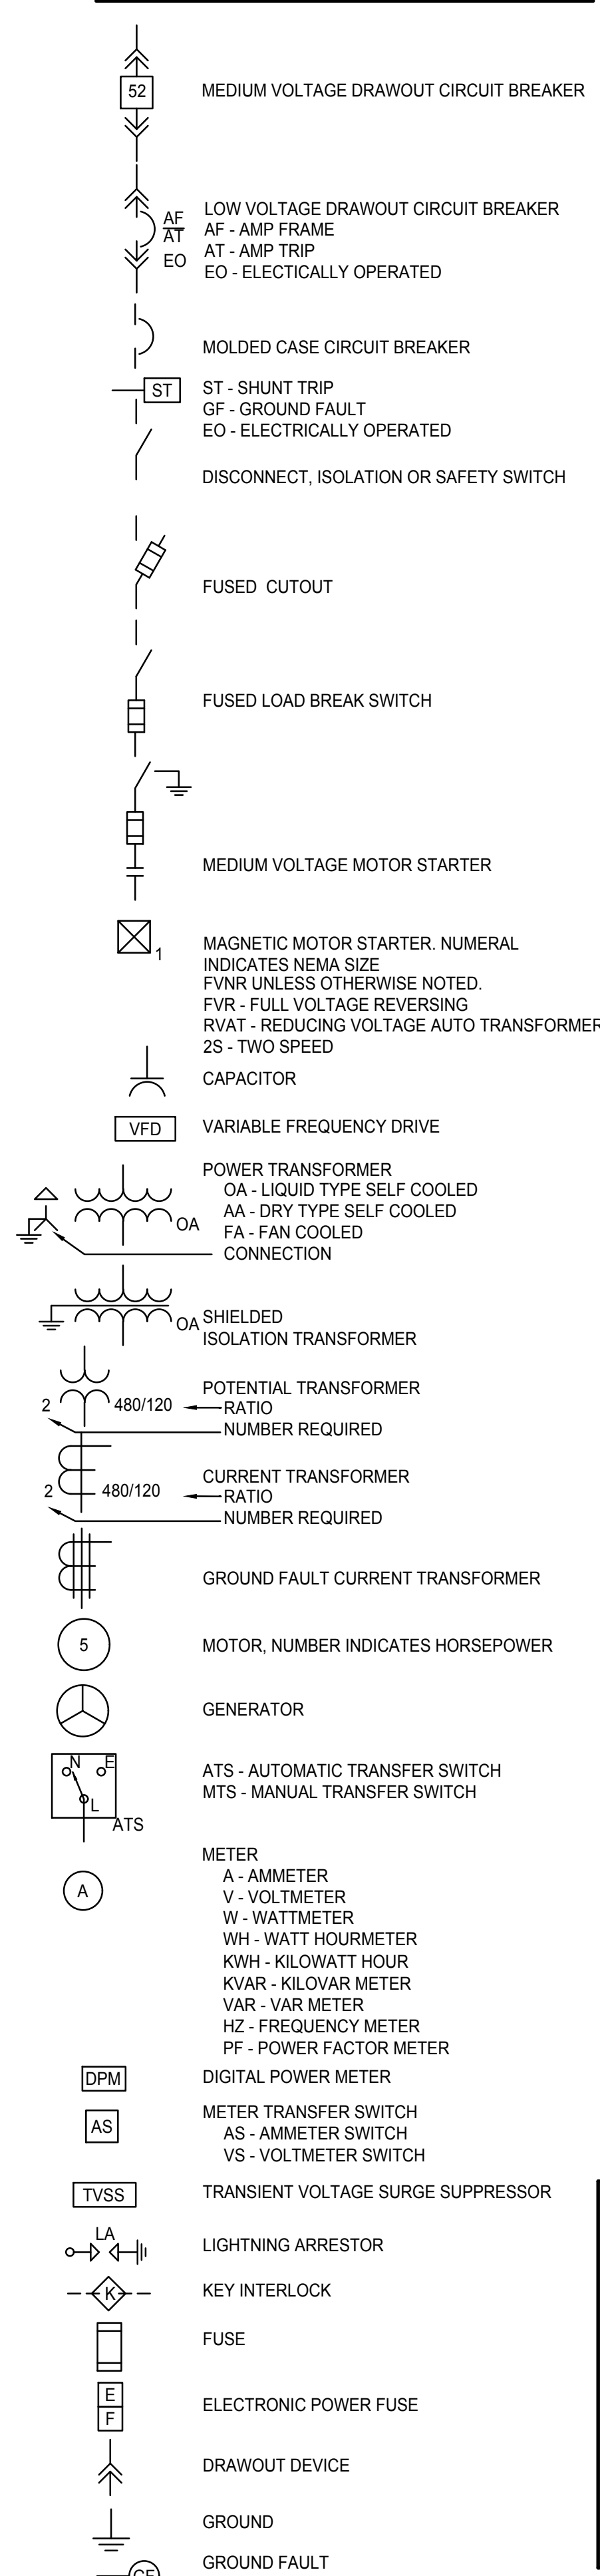 52 MEDIUM VOLTAGE DRAWOUT CIRCUIT BREAKER
LOW VOLTAGE DRAWOUT CIRCUIT BREAKER
AF AF - AMP FRAME
AT AT - AMP TRIP
EO EO - ELECTICALLY OPERATED
MOLDED CASE CIRCUIT BREAKER
ST ST - SHUNT TRIP
GF - GROUND FAULT
EO - ELECTRICALLY OPERATED
DISCONNECT, ISOLATION OR SAFETY SWITCH
FUSED CUTOUT
FUSED LOAD BREAK SWITCH
MEDIUM VOLTAGE MOTOR STARTER
1 MAGNETIC MOTOR STARTER. NUMERAL
INDICATES NEMA SIZE
FVNR UNLESS OTHERWISE NOTED.
FVR - FULL VOLTAGE REVERSING
RVAT - REDUCING VOLTAGE AUTO TRANSFORMER
2S - TWO SPEED
CAPACITOR
VFD VARIABLE FREQUENCY DRIVE
POWER TRANSFORMER
OA - LIQUID TYPE SELF COOLED
AA - DRY TYPE SELF COOLED
OA FA - FAN COOLED
CONNECTION
OA SHIELDED
ISOLATION TRANSFORMER
POTENTIAL TRANSFORMER
2 480/120 RATIO
NUMBER REQUIRED
CURRENT TRANSFORMER
2 480/120 RATIO
NUMBER REQUIRED
GROUND FAULT CURRENT TRANSFORMER
5 MOTOR, NUMBER INDICATES HORSEPOWER
GENERATOR
N E ATS - AUTOMATIC TRANSFER SWITCH
L MTS - MANUAL TRANSFER SWITCH
ATS
METER
A A - AMMETER
V - VOLTMETER
W - WATTMETER
WH - WATT HOURMETER
KWH - KILOWATT HOUR
KVAR - KILOVAR METER
VAR - VAR METER
HZ - FREQUENCY METER
PF - POWER FACTOR METER
DPM DIGITAL POWER METER
METER TRANSFER SWITCH
AS AS - AMMETER SWITCH
VS - VOLTMETER SWITCH
TVSS TRANSIENT VOLTAGE SURGE SUPPRESSOR
LA LIGHTNING ARRESTOR
K KEY INTERLOCK
FUSE
E ELECTRONIC POWER FUSE
F
DRAWOUT DEVICE
GROUND
GROUND FAULT
GF